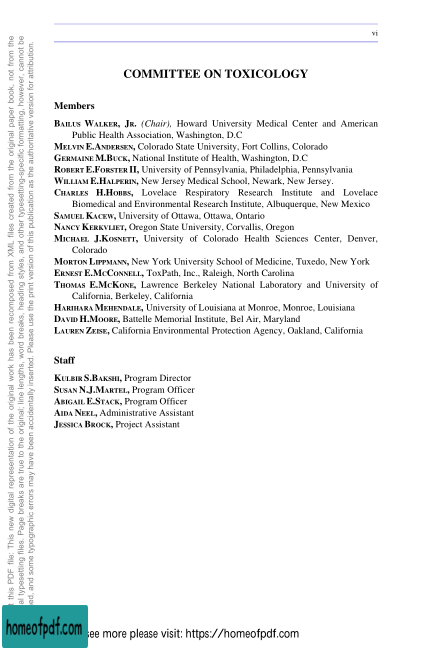 vi
COMMITTEE ON TOXICOLOGY
Members
BAILUS WALKER, JR. (Chair), Howard University Medical Center and American
Public Health Association, Washington, D.C
MELVIN E.ANDERSEN, Colorado State University, Fort Collins, Colorado
GERMAINE M.BUCK, National Institute of Health, Washington, D.C
ROBERT E.FORSTER II, University of Pennsylvania, Philadelphia, Pennsylvania
WILLIAM E.HALPERIN, New Jersey Medical School, Newark, New Jersey.
CHARLES H.HOBBS, Lovelace Respiratory Research Institute and Lovelace
Biomedical and Environmental Research Institute, Albuquerque, New Mexico
SAMUEL KACEW, University of Ottawa, Ottawa, Ontario
NANCY KERKVLIET, Oregon State University, Corvallis, Oregon
MICHAEL J.KOSNETT, University of Colorado Health Sciences Center, Denver,
Colorado
MORTON LIPPMANN, New York University School of Medicine, Tuxedo, New York
ERNEST E.MCCONNELL, ToxPath, Inc., Raleigh, North Carolina
THOMAS E.MCKONE, Lawrence Berkeley National Laboratory and University of
California, Berkeley, California
HARIHARA MEHENDALE, University of Louisiana at Monroe, Monroe, Louisiana
DAVID H.MOORE, Battelle Memorial Institute, Bel Air, Maryland
LAUREN ZEISE, California Environmental Protection Agency, Oakland, California
Staff
KULBIR S.BAKSHI, Program Director
SUSAN N.J.MARTEL, Program Officer
ABIGAIL E.STACK, Program Officer
AIDA NEEL, Administrative Assistant
JESSICA BROCK, Project Assistant
this PDF file: This new digital representation of the original work has been recomposed from XML files created from the original paper book, not from the
typesetting files. Page breaks are true to the original; line lengths, word breaks, heading styles, and other typesetting-specific formatting, however, cannot be
and some typographic errors may have been accidentally inserted. Please use the print version of this publication as the authoritative version for attribution.
homeofpdf.com
see more please visit: https://homeofpdf.com